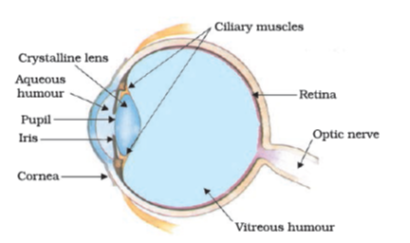 Ciliary muscles
Crystalline lens
Aqueous
humour
Pupil
Iris
Cornea
Retina
Optic nerve
Vitreous humour